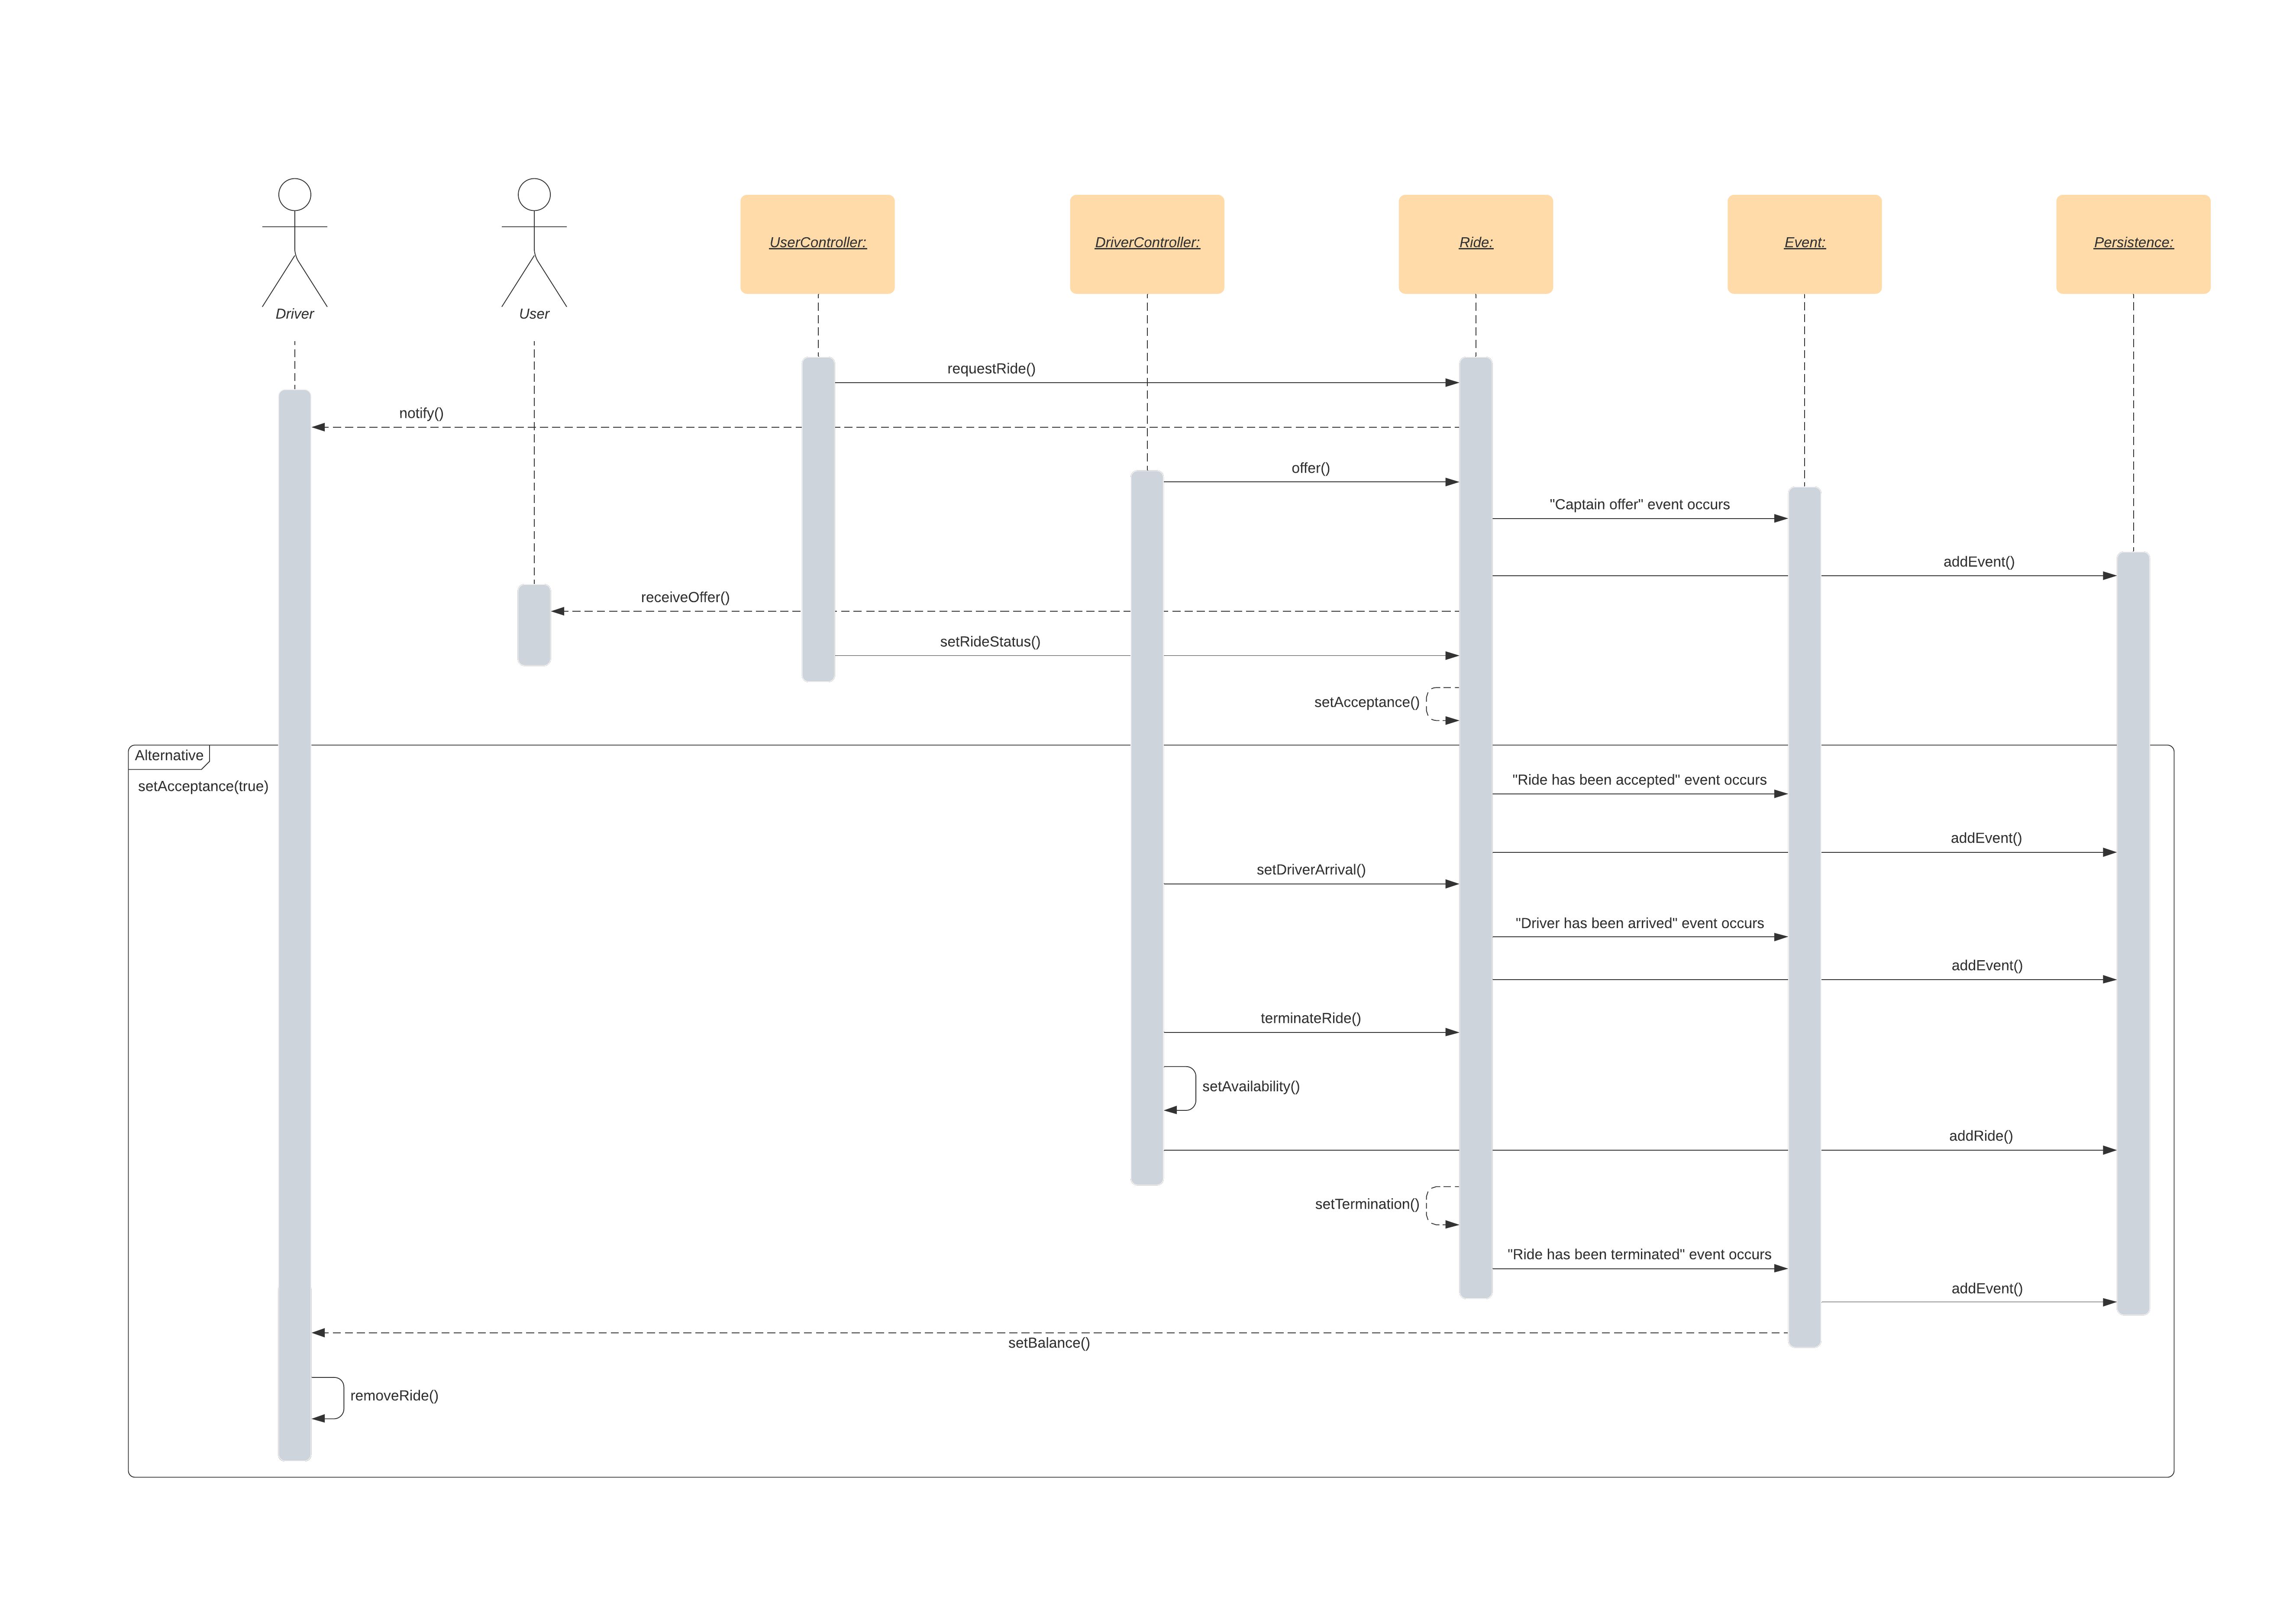 UserController:
DriverController:
Ride:
Event:
Persistence:
Driver
User
requestRide()
notify()
offer()
"Captain offer" event occurs
addEvent()
receiveOffer()
setRideStatus()
setAcceptance()
Alternative
setAcceptance(true)
"Ride has been accepted" event occurs
addEvent()
setDriverArrival()
"Driver has been arrived" event occurs
addEvent()
terminateRide()
setAvailability()
addRide()
setTermination()
"Ride has been terminated" event occurs
addEvent()
setBalance()
removeRide()